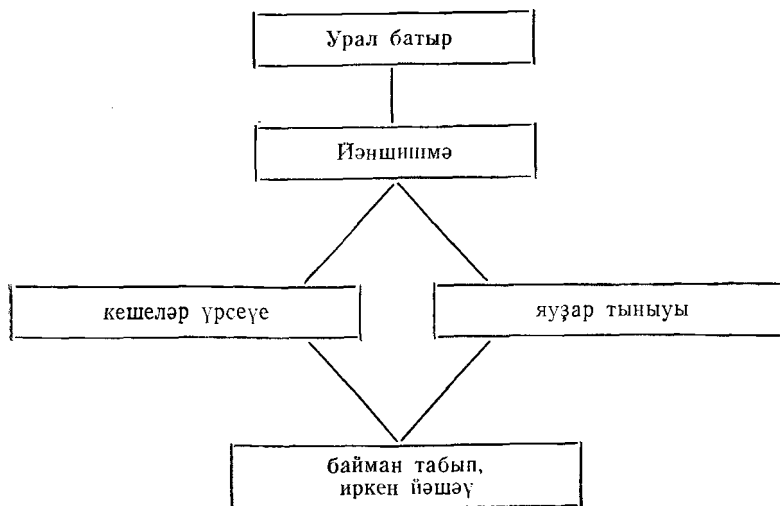 Урал батыр
Йәншишмә
кешеләр үрсеүе
яуҙар тыныуы
байман табып,
иркен йәшәү